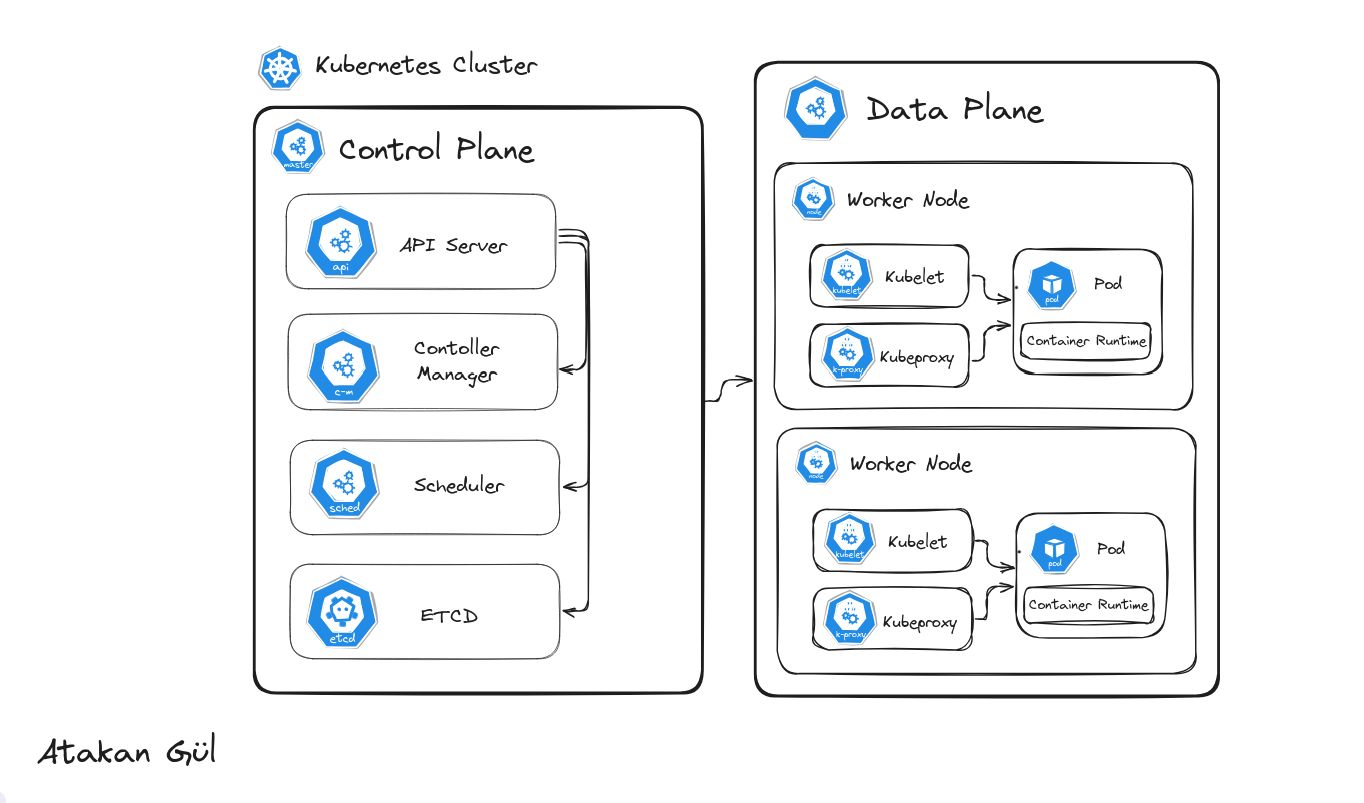 Kubernetes Cluster
master
Control Plane
api
API Server
c-m
Contoller
Manager
sched
Scheduler
etcd
ETCD
Data Plane
node
Worker Node
kubelet
Kubelet
k-proxy
Kubeproxy
pod
Pod
Container Runtime
node
Worker Node
kubelet
Kubelet
k-proxy
Kubeproxy
pod
Pod
Container Runtime
Atakan Gül